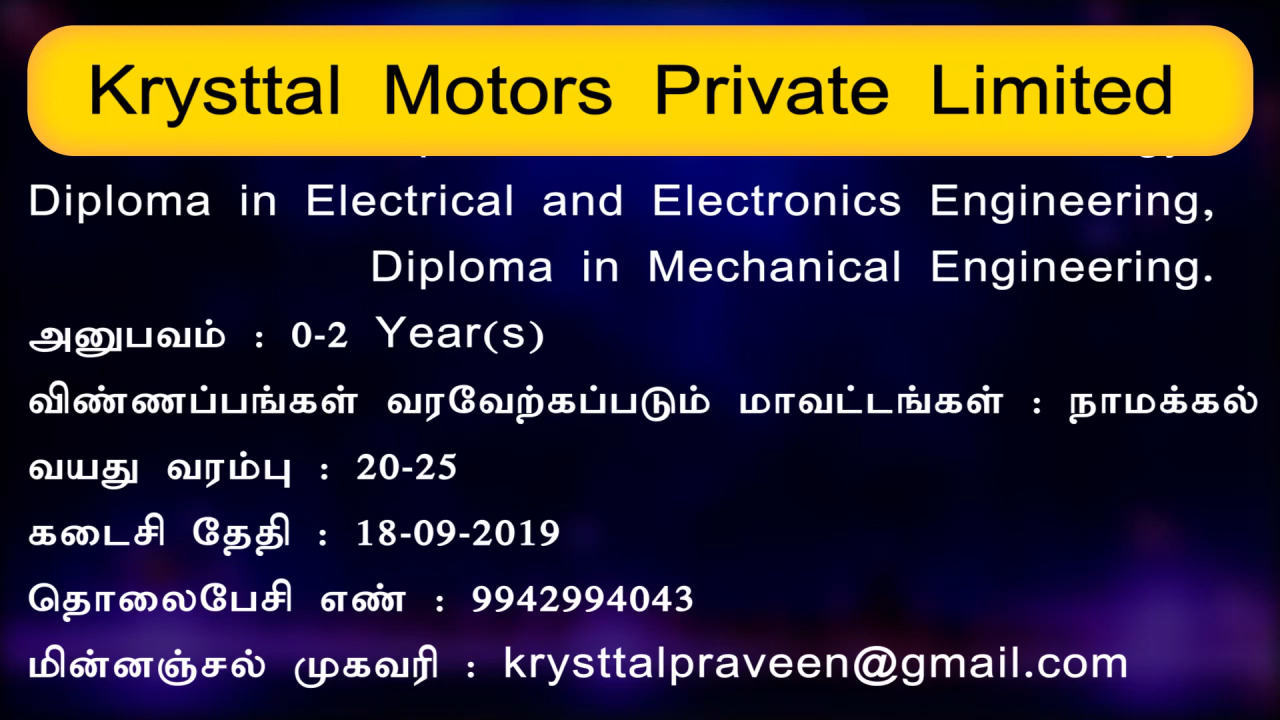 Krysttal Motors Private Limited
Diploma in Electrical and Electronics Engineering,
Diploma in Mechanical Engineering.
அனுபவம் : 0-2 Year(s)
விண்ணப்பங்கள் வரவேற்கப்படும் மாவட்டங்கள் : நாமக்கல்
வயது வரம்பு : 20-25
கடைசி தேதி : 18-09-2019
தொலைபேசி எண் : 9942994043
மின்னஞ்சல் முகவரி : krysttalpraveen@gmail.com